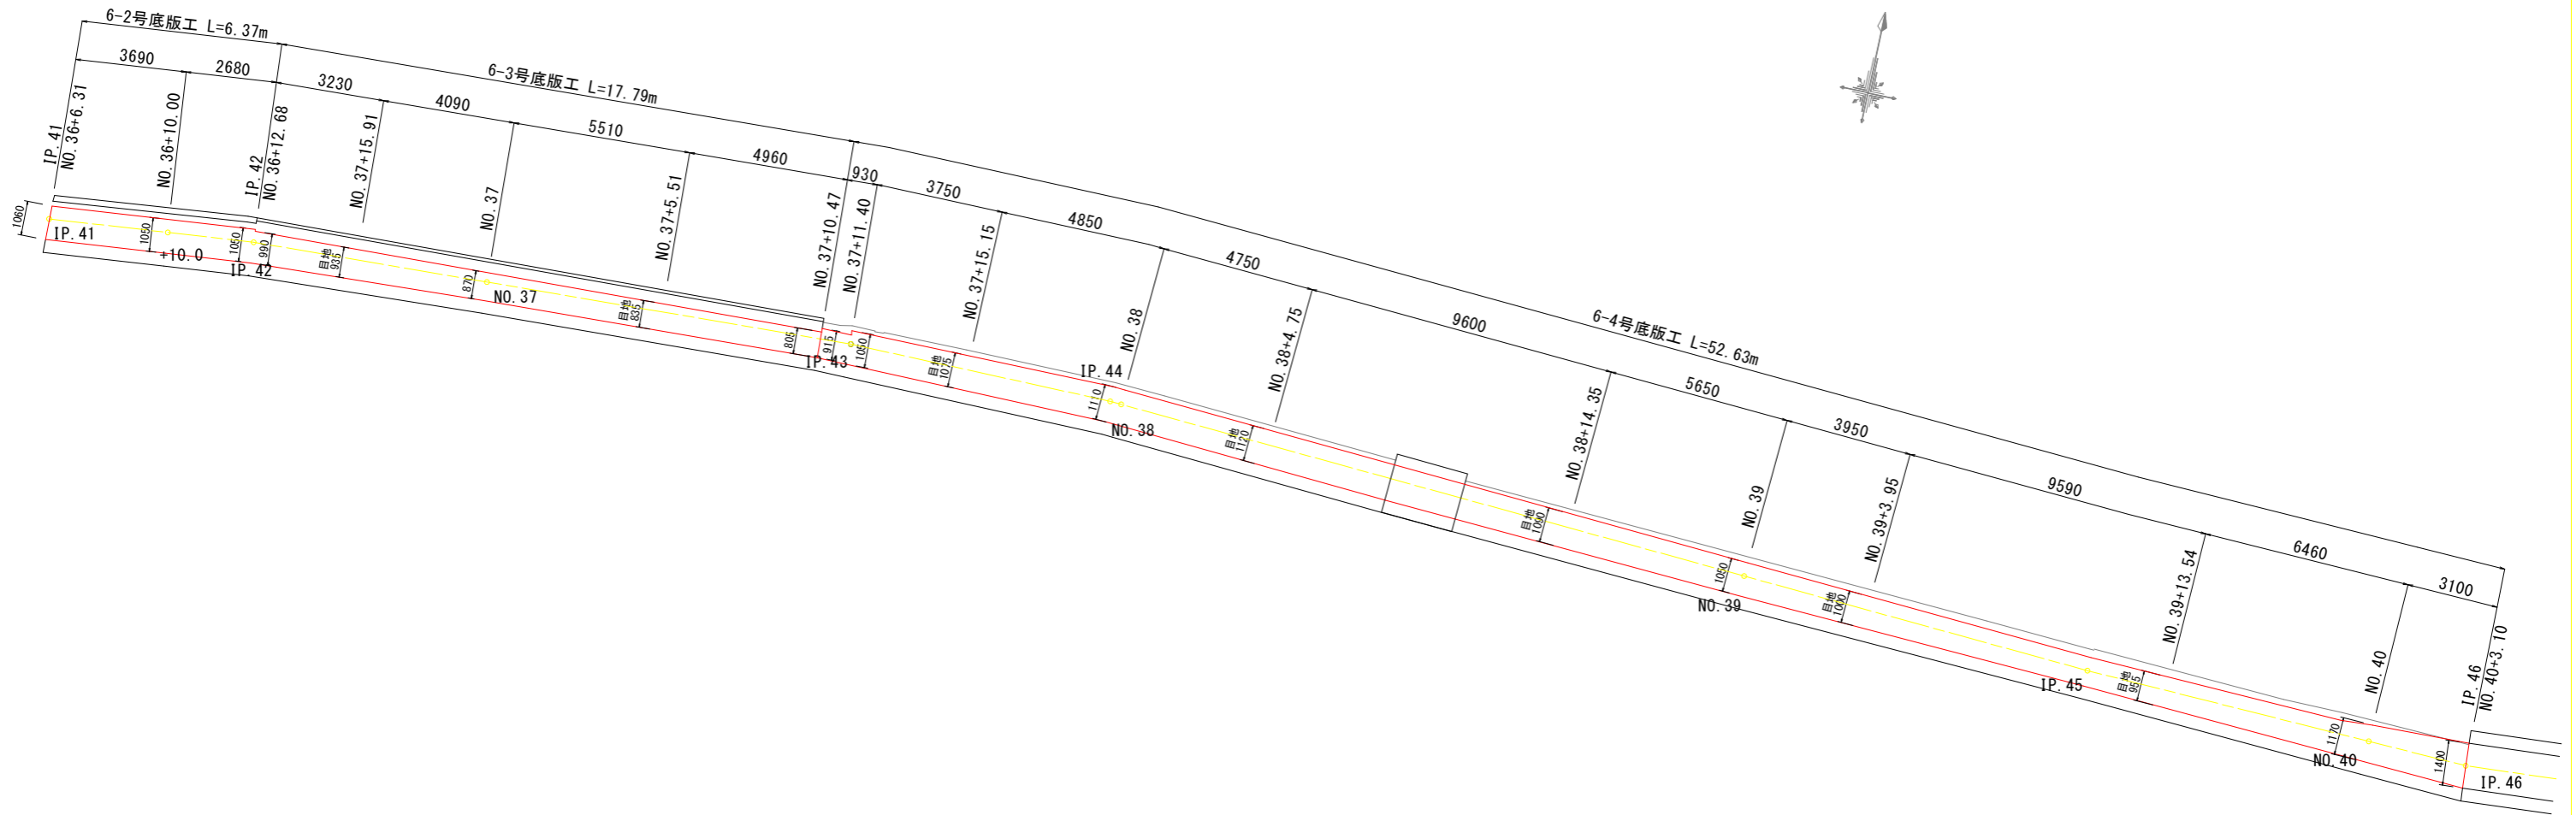 6-2号底版工 L=6.37m
6-3号底版工 L=17.79m
6-4号底版工 L=52.63m
3690
2680
3230
4090
5510
4960
930
3750
4850
4750
9600
5650
3950
9590
6460
3100
IP.41
NO.36+6.31
NO.36+10.00
IP.42
NO.36+12.68
NO.37+15.91
NO.37
NO.37+5.51
NO.37+10.47
NO.37+11.40
NO.37+15.15
NO.38
NO.38+4.75
NO.38+14.35
NO.39
NO.39+3.95
NO.39+13.54
NO.40
IP.46
NO.40+3.10
1060
IP.41
1050
+10.0
1050
990
IP.42
目地
935
870
NO.37
目地
835
805
915
IP.43
1050
目地
1075
IP.44
1110
NO.38
目地
1120
目地
1090
1050
NO.39
目地
1000
IP.45
目地
955
1170
NO.40
1400
IP.46